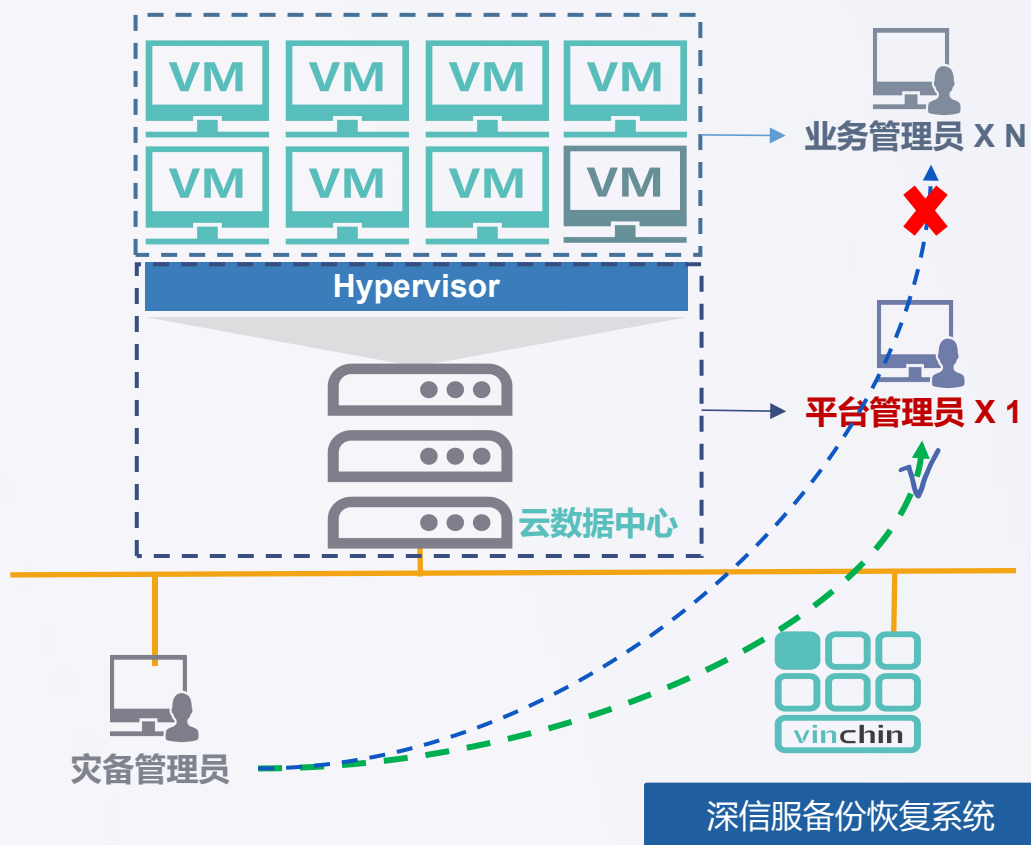 VM VM VM VM
业务管理员 X N
VM VM VM VM
Hypervisor
平台管理员 X 1
云数据中心
vinchin
灾备管理员
深信服备份恢复系统